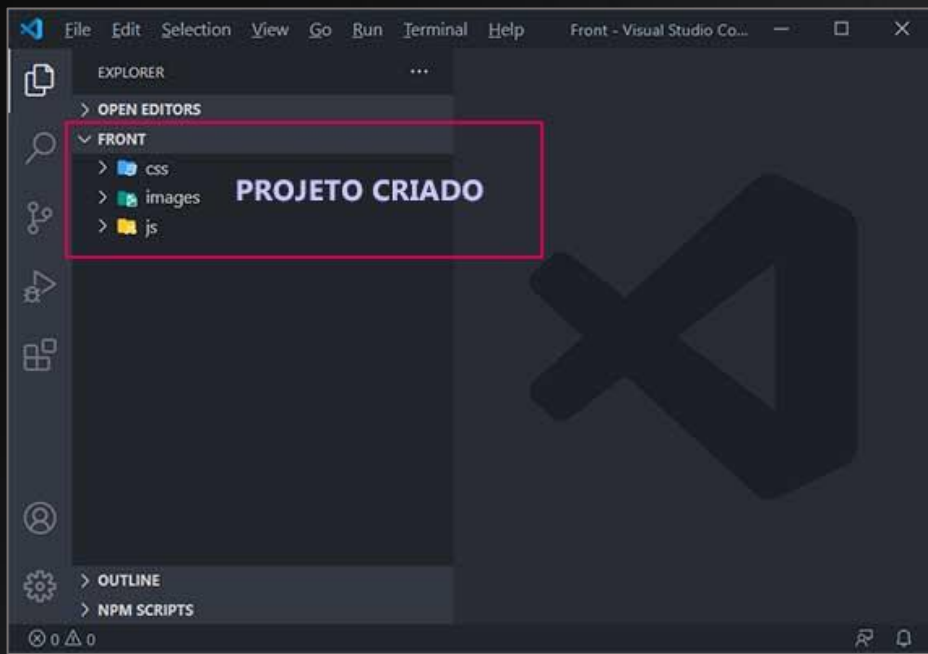 File Edit Selection View Go Run Terminal Help Front - Visual Studio Co...
EXPLORER
OPEN EDITORS
FRONT
css
images
js
PROJETO CRIADO
OUTLINE
NPM SCRIPTS
0 0